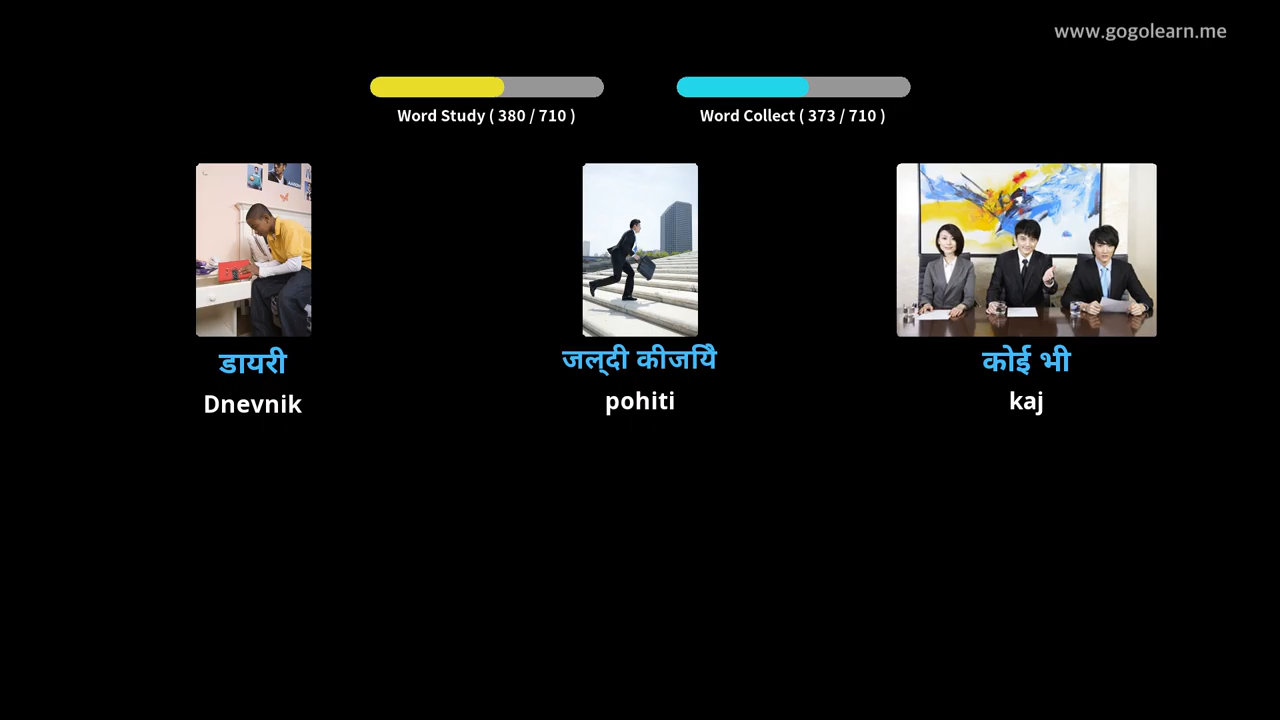 www.gogolearn.me
Word Study ( 380 / 710 )
Word Collect ( 373 / 710 )
डायरी
जल्दी कीजयिे
कोई भी
Dnevnik
pohiti
kaj